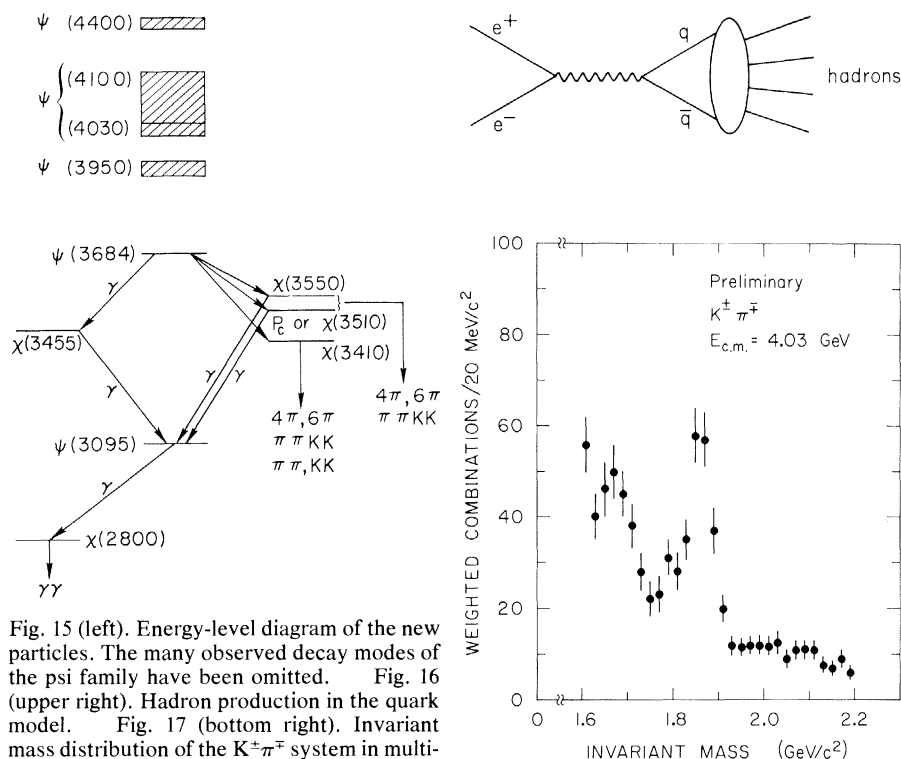 ψ (4400)
(4100)
ψ
(4030)
ψ (3950)
e⁺
e⁻
q
q̄
hadrons
ψ(3684)
γ
χ(3550)
P_c or χ(3510)
χ(3410)
χ(3455)
γ
γ
γ
4π,6π
ππKK
ππ,KK
4π,6π
ππKK
ψ(3095)
γ
χ(2800)
γγ
Fig. 15 (left). Energy-level diagram of the new
particles. The many observed decay modes of
the psi family have been omitted. Fig. 16
(upper right). Hadron production in the quark
model. Fig. 17 (bottom right). Invariant
mass distribution of the K±π∓ system in multi-
WEIGHTED COMBINATIONS/20 MeV/c²
100
80
60
40
20
0
Preliminary
K± π∓
E_c.m. = 4.03 GeV
0 1.6 1.8 2.0 2.2
INVARIANT MASS (GeV/c²)